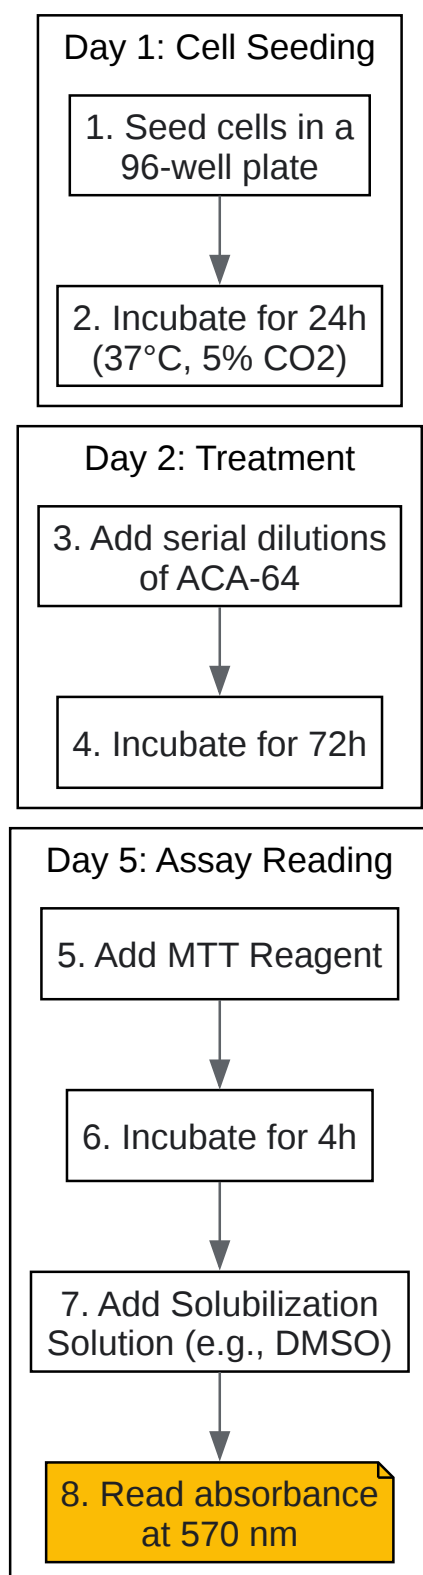 Day 1: Cell Seeding
1. Seed cells in a
96-well plate
2. Incubate for 24h
(37°C, 5% CO2)
Day 2: Treatment
3. Add serial dilutions
of ACA-64
4. Incubate for 72h
Day 5: Assay Reading
5. Add MTT Reagent
6. Incubate for 4h
7. Add Solubilization
Solution (e.g., DMSO)
8. Read absorbance
at 570 nm